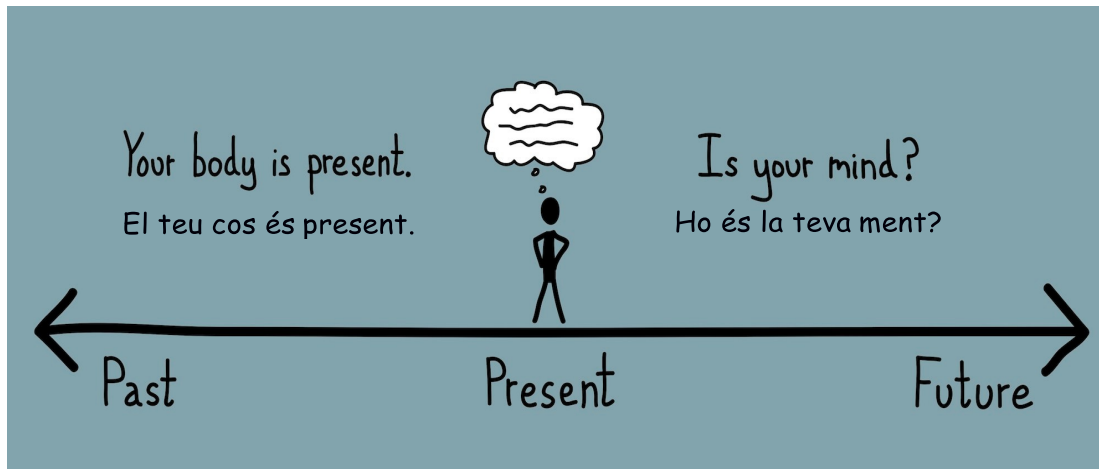 Your body is present.
El teu cos és present.
Is your mind?
Ho és la teva ment?
Past
Present
Future